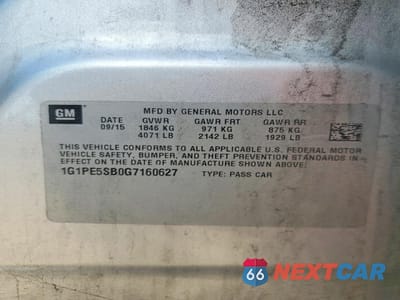 GM
MFD BY GENERAL MOTORS LLC
DATE GVWR GAWR FRT GAWR RR
09/15 1846 KG 971 KG 875 KG
4071 LB 2142 LB 1929 LB
THIS VEHICLE CONFORMS TO ALL APPLICABLE U.S. FEDERAL MOTOR
VEHICLE SAFETY, BUMPER, AND THEFT PREVENTION STANDARDS IN
EFFECT ON THE DATE OF MANUFACTURE SHOWN ABOVE.
1G1PE5SB0G7160627 TYPE: PASS CAR
66 NEXTCAR